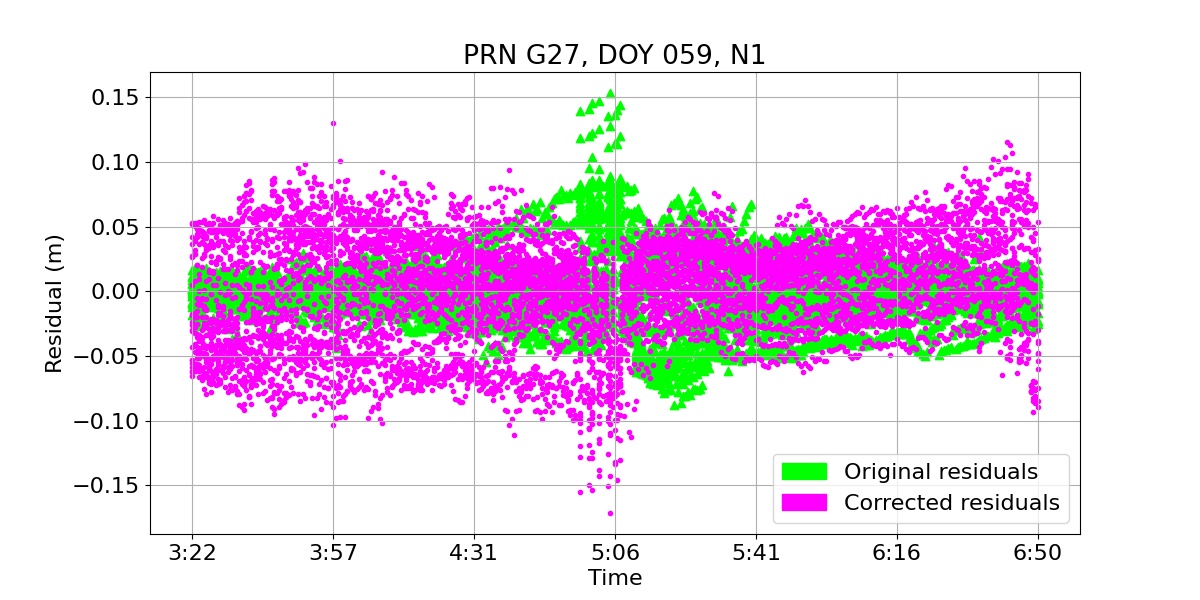 PRN G27, DOY 059, N1
Residual (m)
0.15
0.10
0.05
0.00
−0.05
−0.10
−0.15
Original residuals
Corrected residuals
3:22 3:57 4:31 5:06 5:41 6:16 6:50
Time